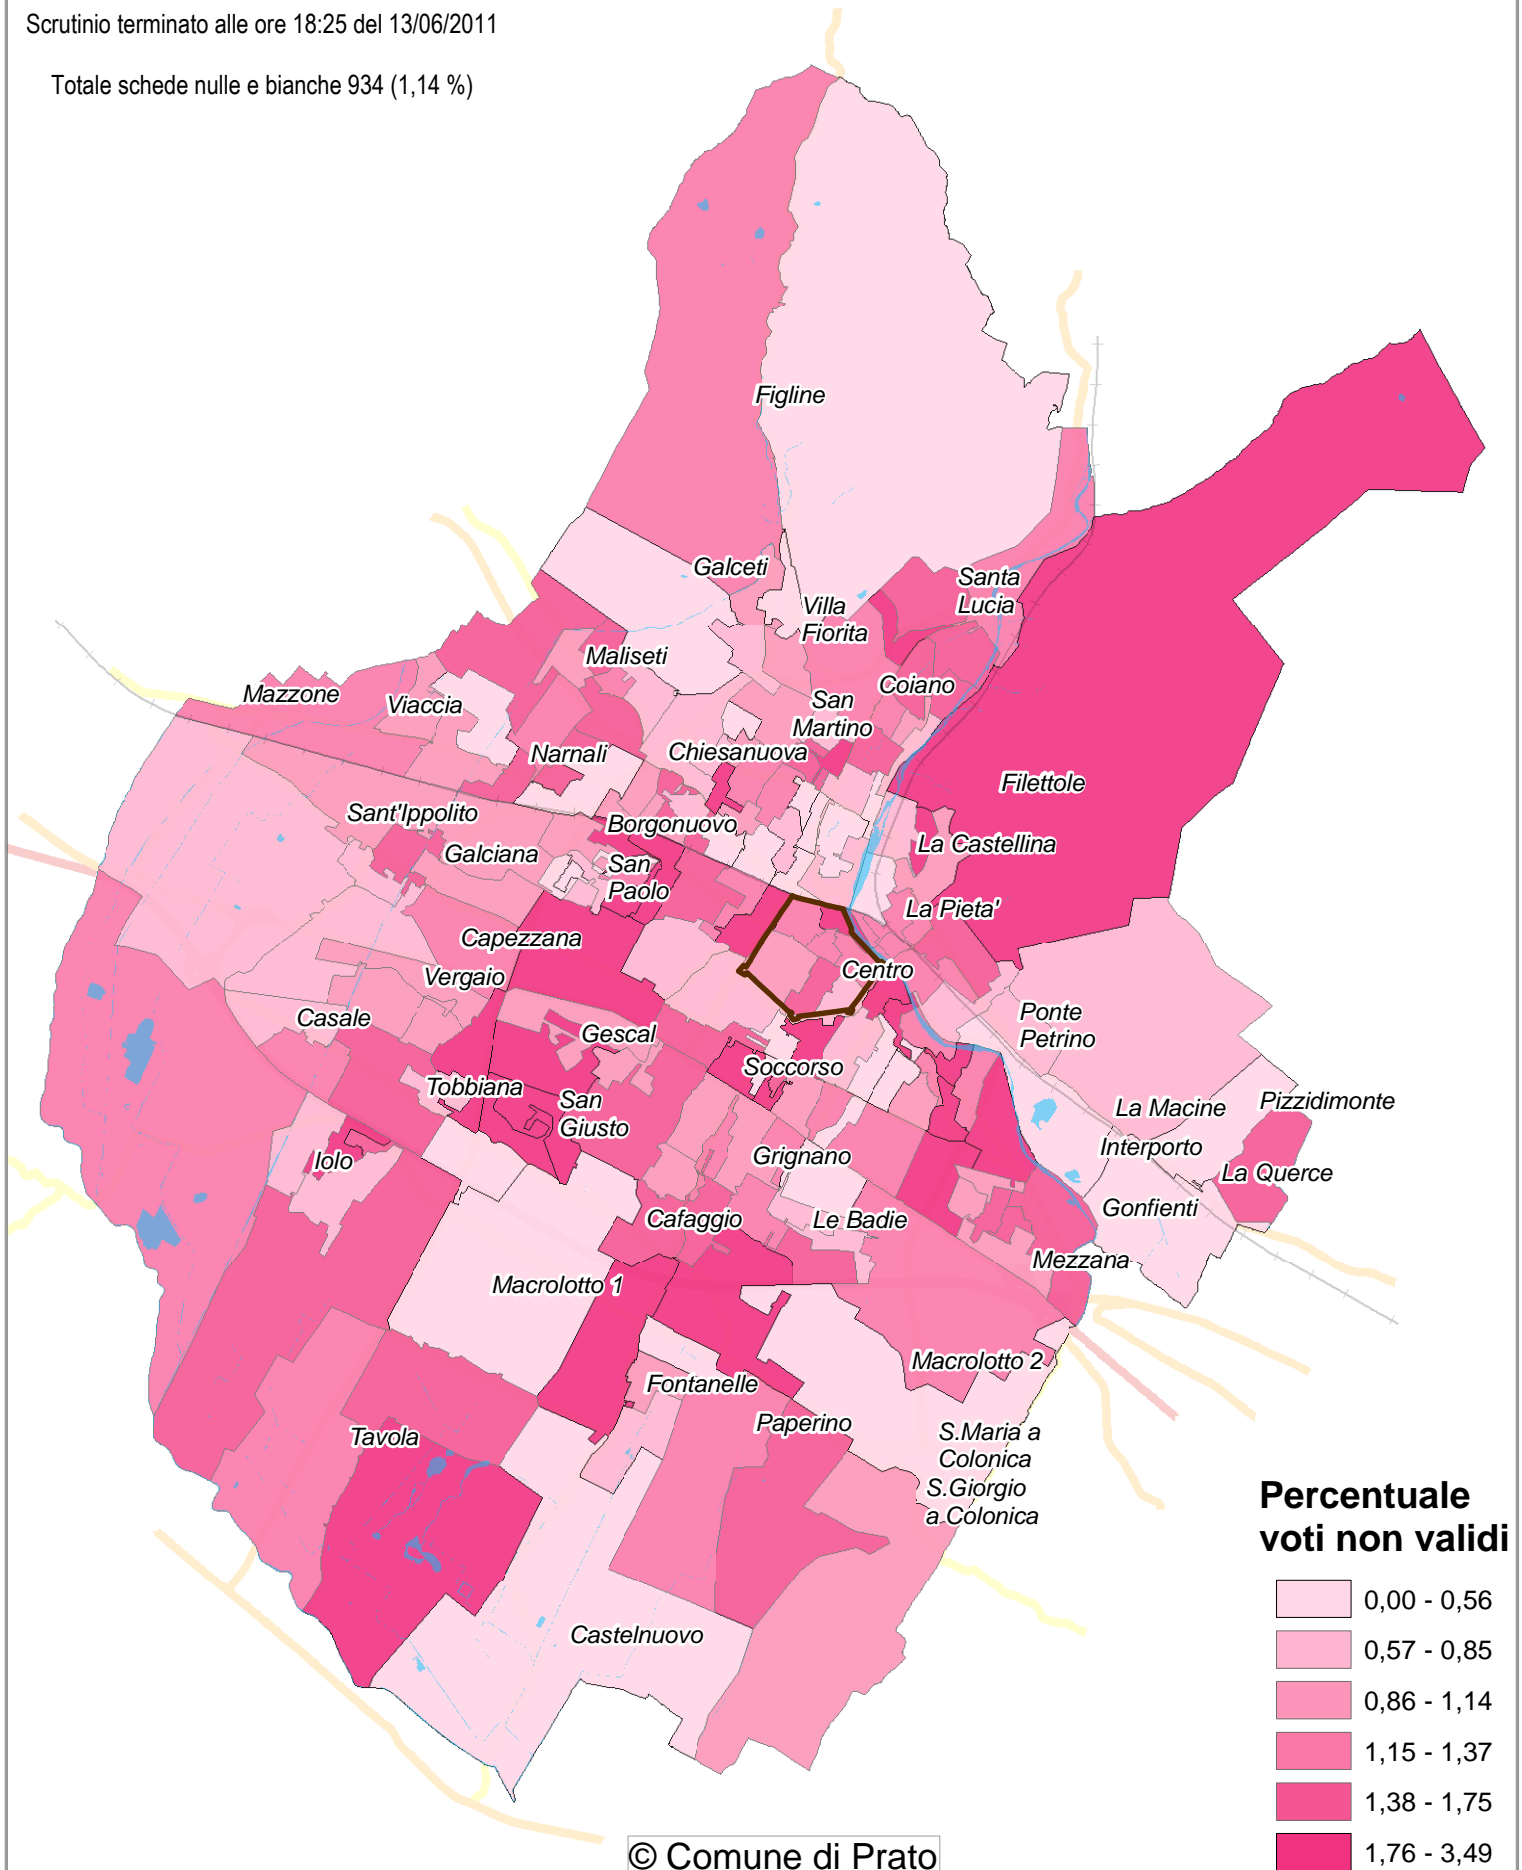 Scrutinio terminato alle ore 18:25 del 13/06/2011
Totale schede nulle e bianche 934 (1,14 %)
Figline
Galceti
Santa
Lucia
Villa
Fiorita
Maliseti
Coiano
Mazzone
Viaccia
San
Martino
Narnali
Chiesanuova
Filettole
Sant'Ippolito
Borgonuovo
La Castellina
Galciana
San
Paolo
La Pieta'
Capezzana
Centro
Vergaio
Casale
Ponte
Petrino
Gescal
Soccorso
Tobbiana
San
Giusto
La Macine
Pizzidimonte
Interporto
Iolo
Grignano
La Querce
Gonfienti
Cafaggio
Le Badie
Mezzana
Macrolotto 1
Macrolotto 2
Fontanelle
Paperino
Tavola
S.Maria a
Colonica
S.Giorgio
a Colonica
Castelnuovo
Percentuale
voti non validi
0,00 - 0,56
0,57 - 0,85
0,86 - 1,14
1,15 - 1,37
1,38 - 1,75
1,76 - 3,49
© Comune di Prato